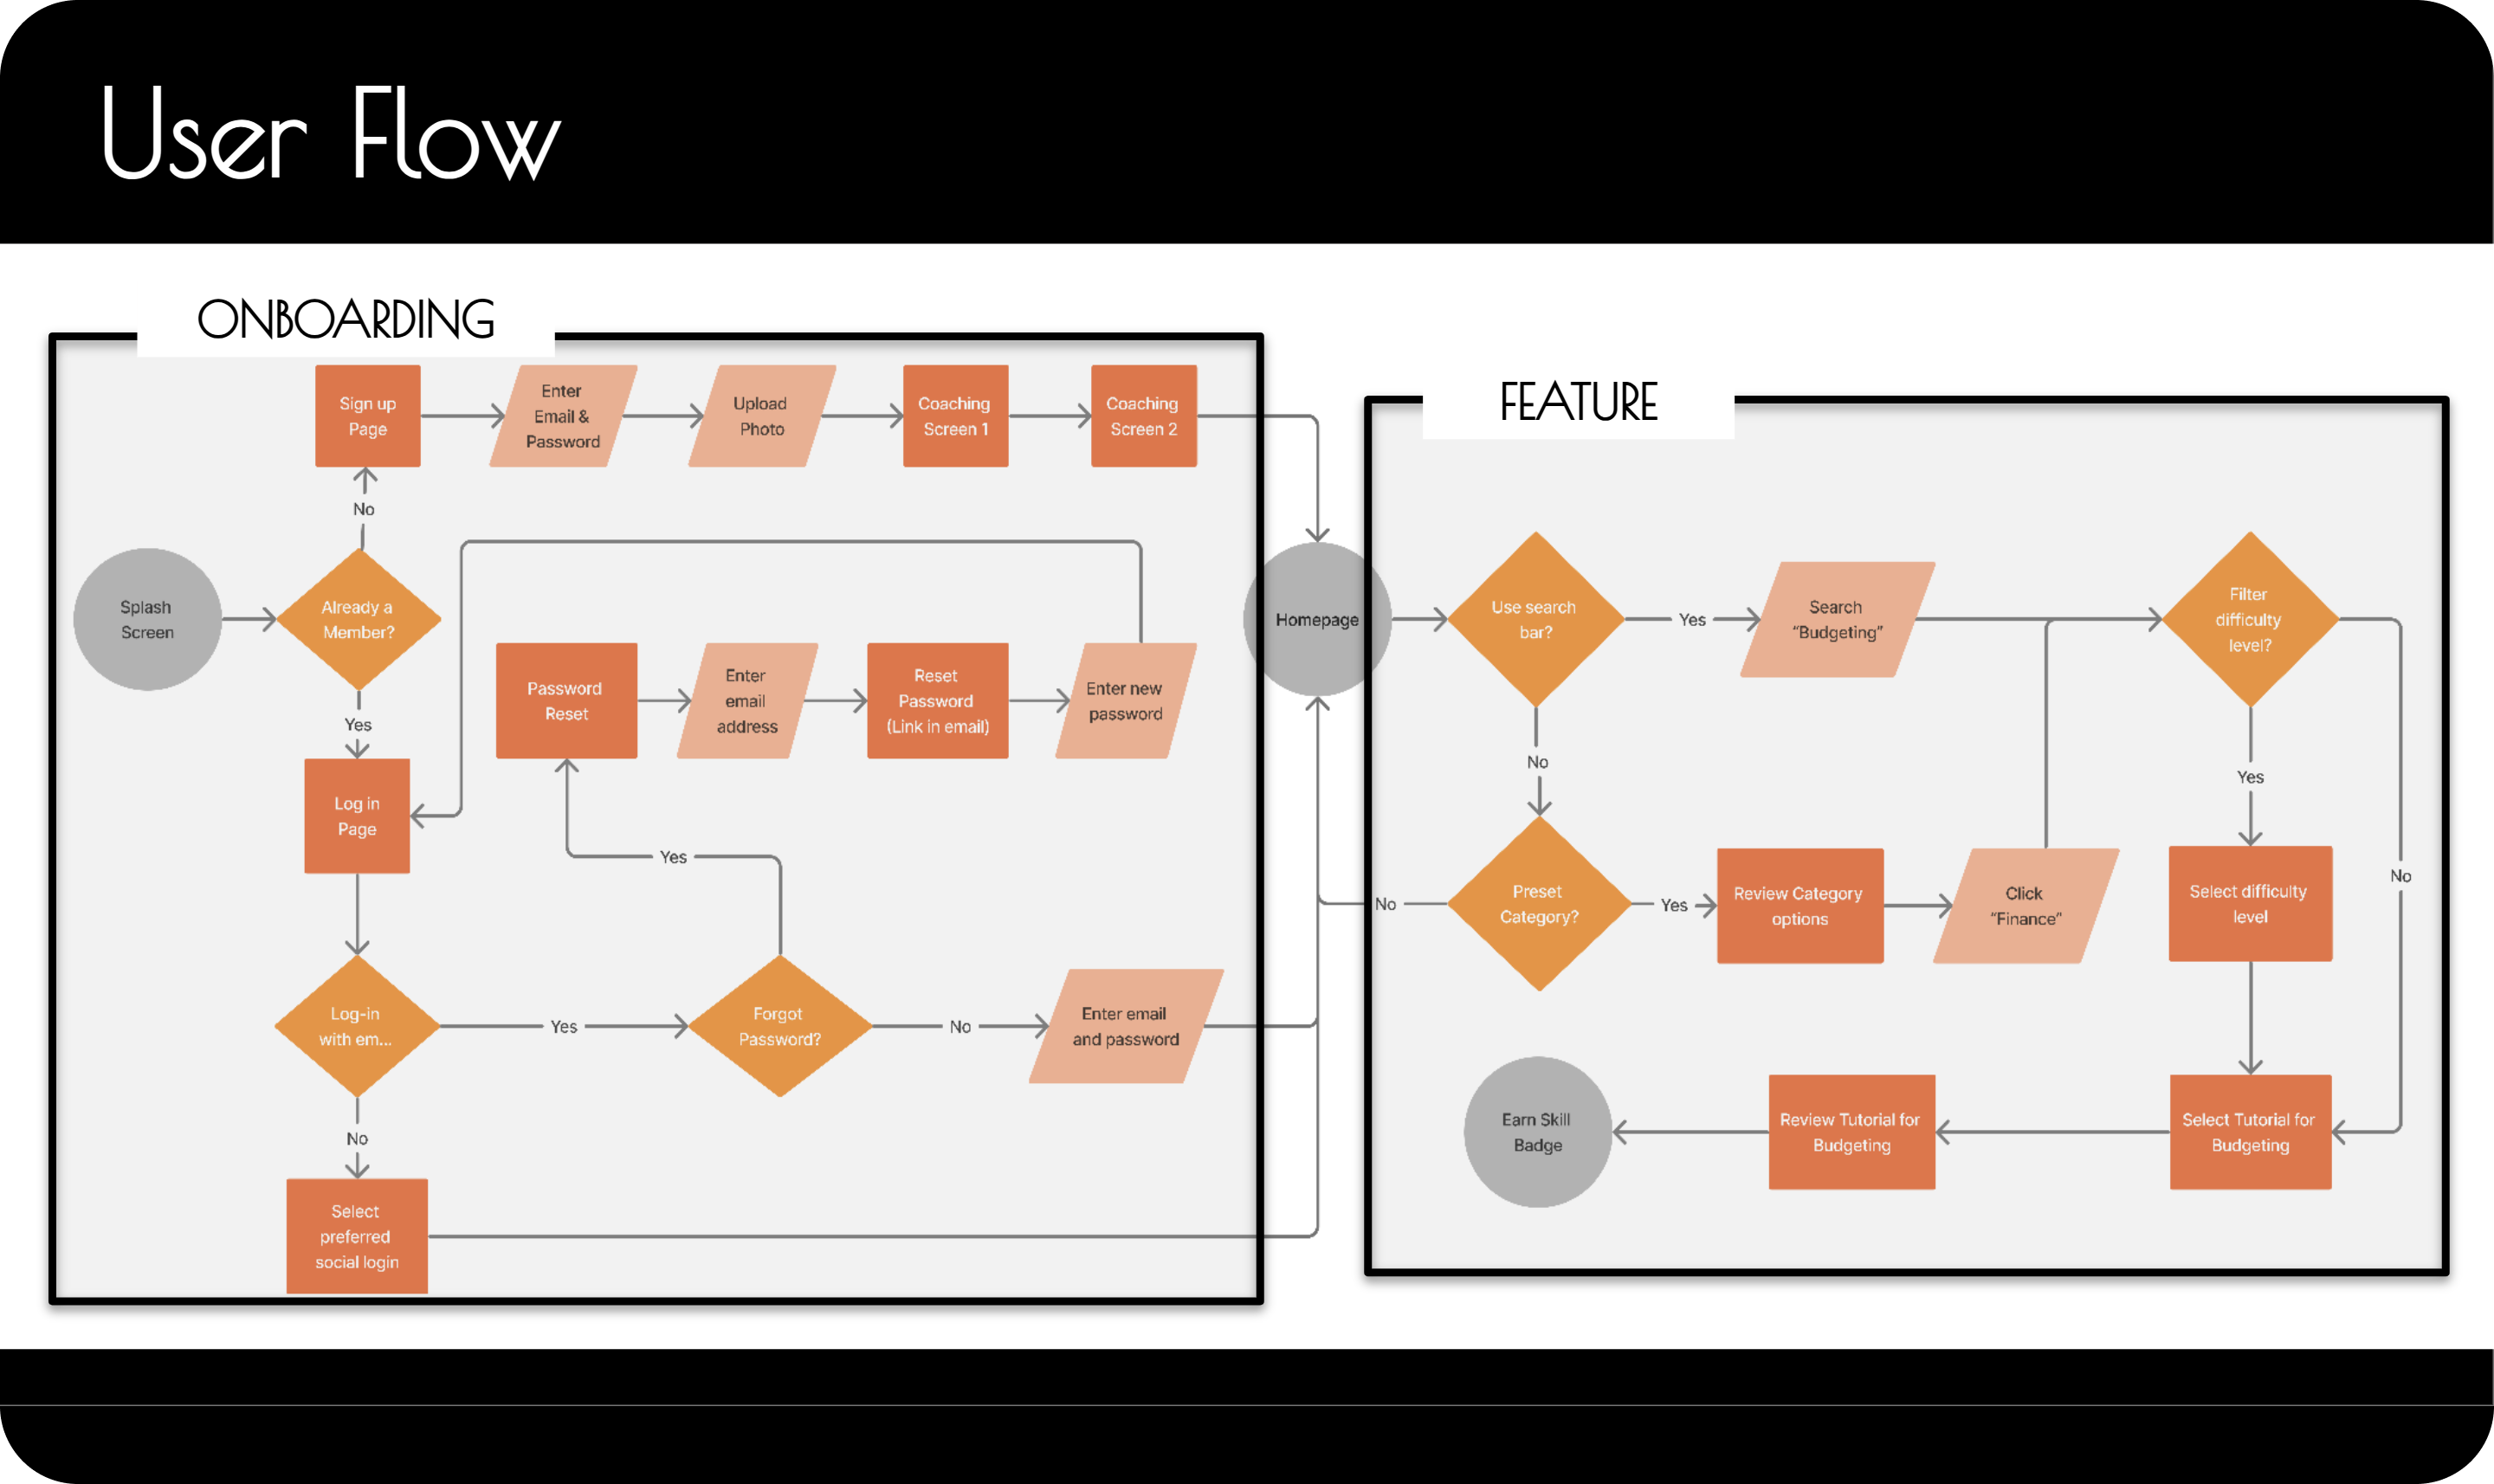 User Flow
ONBOARDING
Sign up
Page
Enter
Email &
Password
Upload
Photo
Coaching
Screen 1
Coaching
Screen 2
No
Splash
Screen
Already a
Member?
Yes
Log in
Page
Password
Reset
Enter
email
address
Reset
Password
(Link in email)
Enter new
password
Yes
Log-in
with em...
Yes
Forgot
Password?
No
Enter email
and password
No
Select
preferred
social login
Homepage
FEATURE
Use search
bar?
Yes
Search
“Budgeting”
Filter
difficulty
level?
No
Yes
No
Preset
Category?
No
Yes
Review Category
options
Click
“Finance”
Select difficulty
level
Earn Skill
Badge
Review Tutorial for
Budgeting
Select Tutorial for
Budgeting